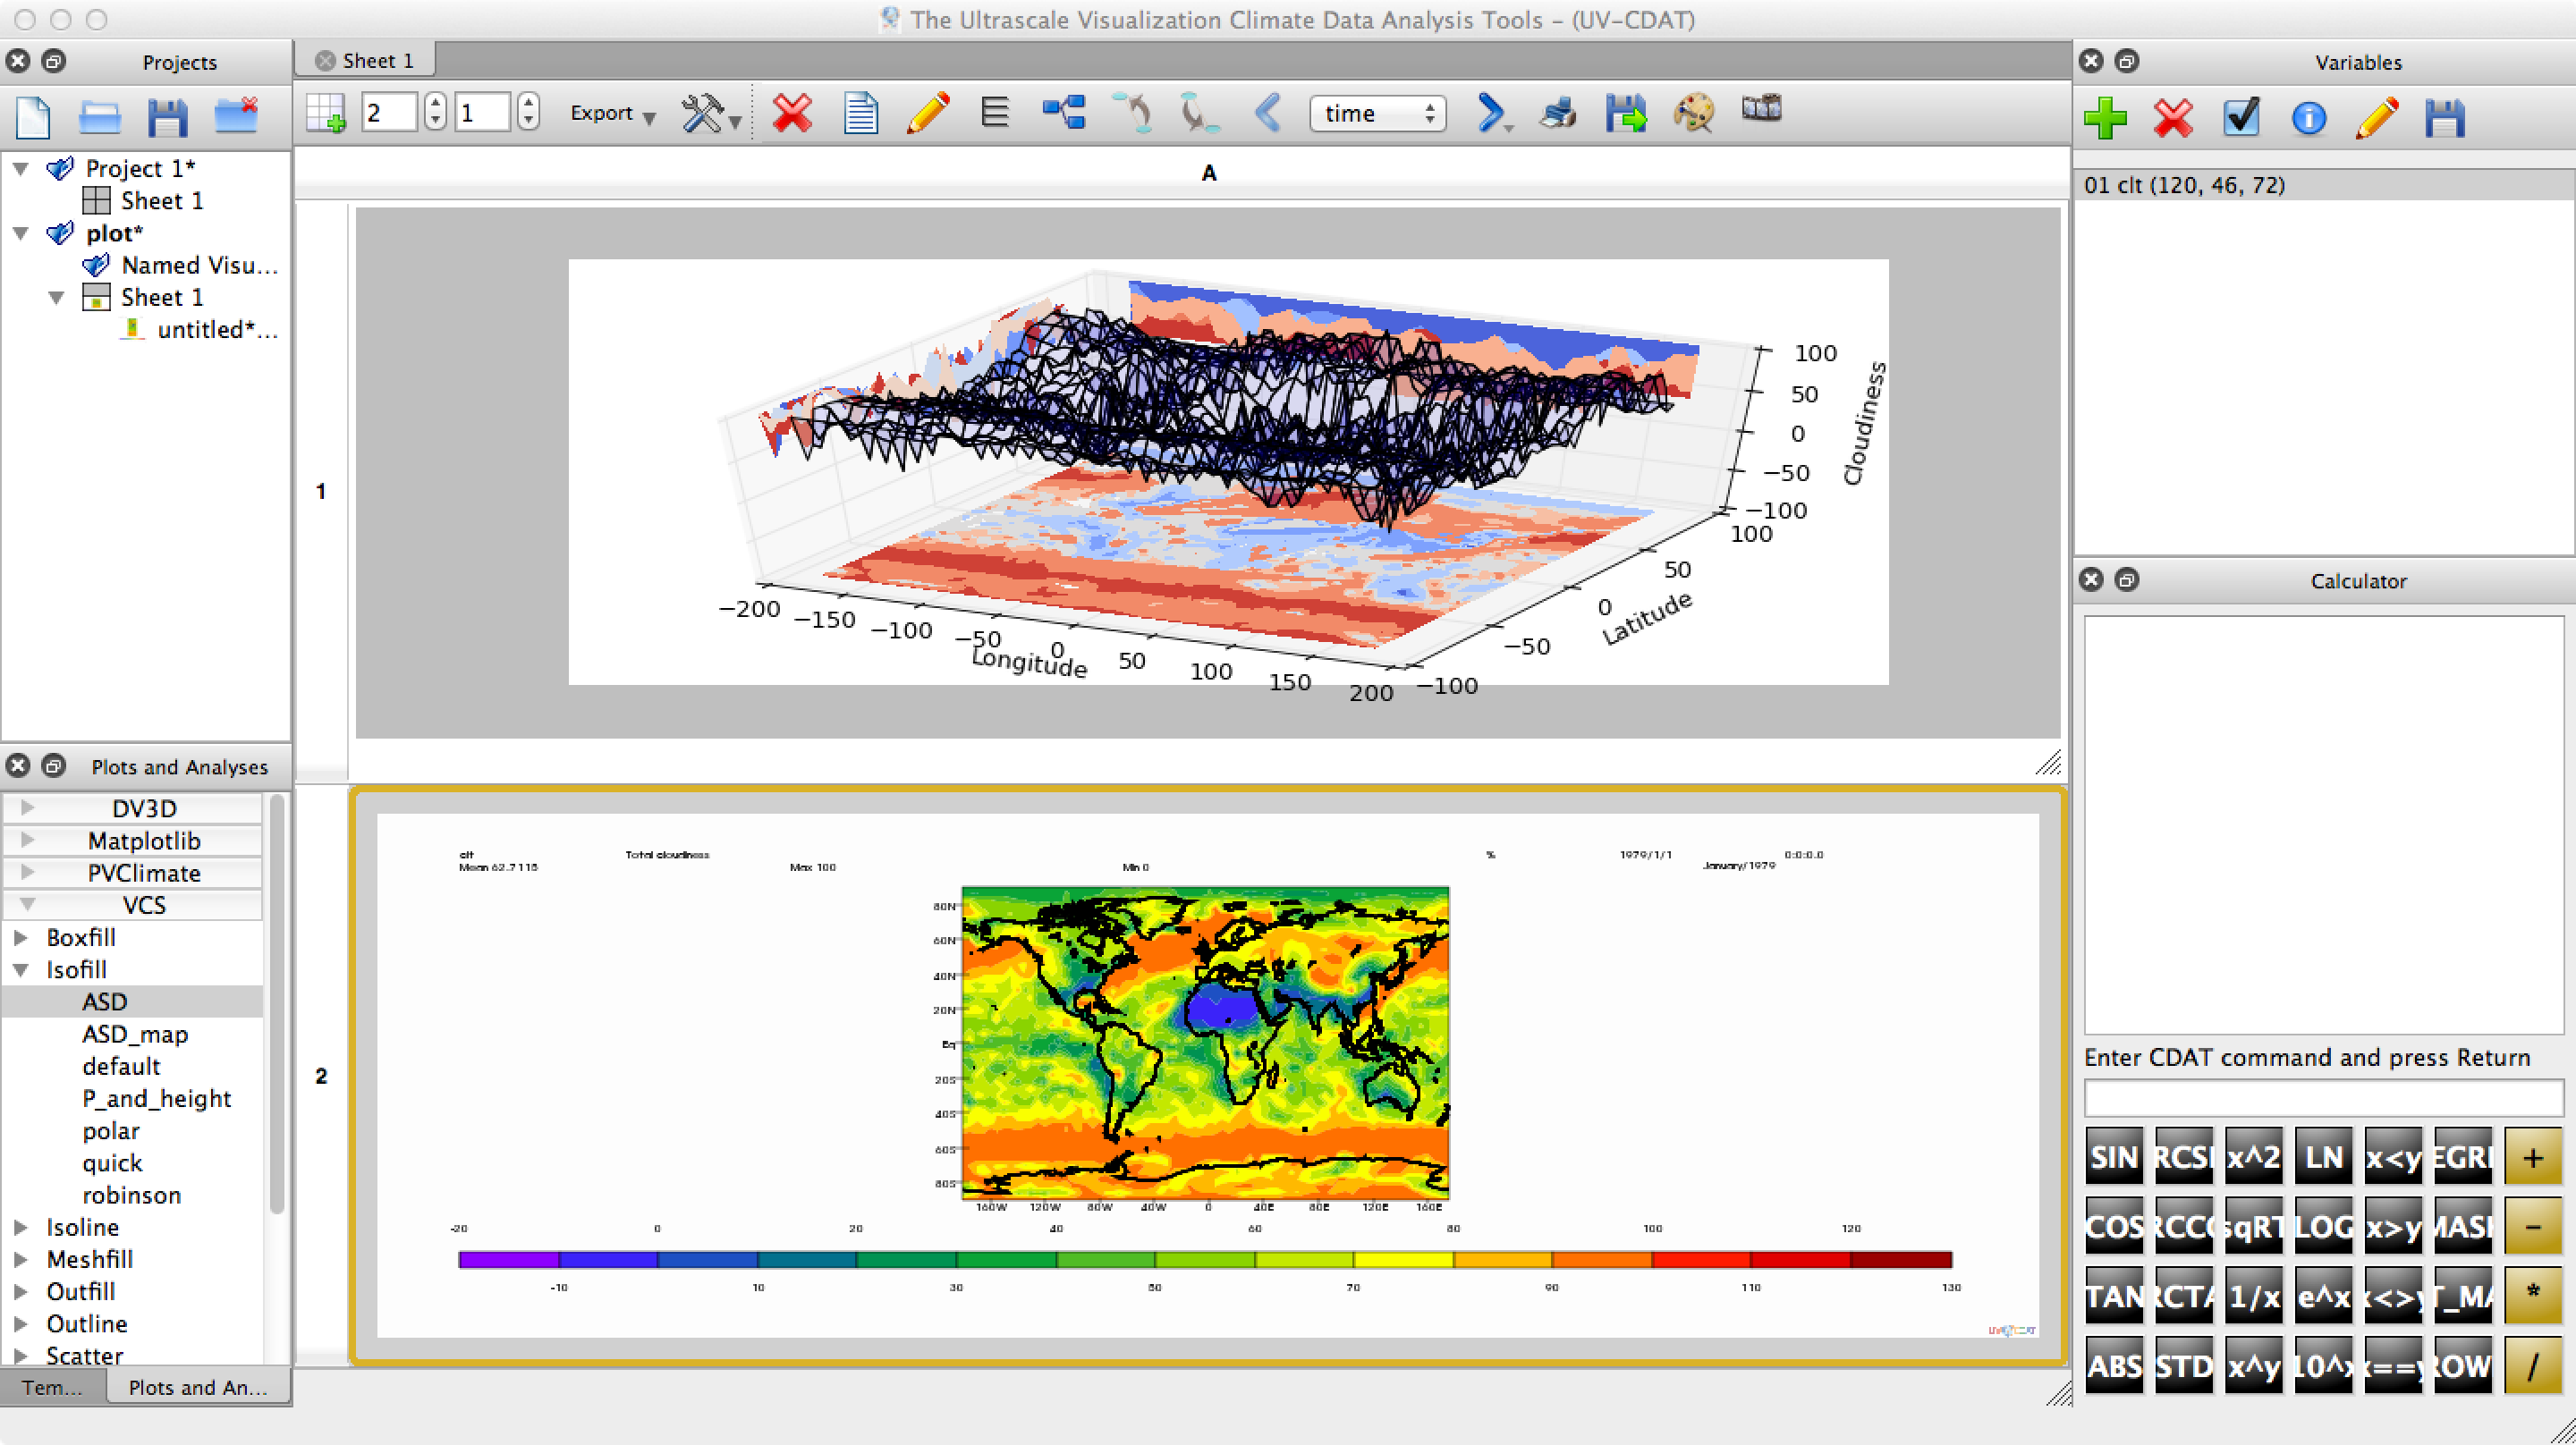 The Ultrascale Visualization Climate Data Analysis Tools - (UV-CDAT)
Projects
Project 1*
Sheet 1
plot*
Named Visu...
Sheet 1
untitled*...
Plots and Analyses
DV3D
Matplotlib
PVClimate
VCS
Boxfill
Isofill
ASD
ASD_map
default
P_and_height
polar
quick
robinson
Isoline
Meshfill
Outfill
Outline
Scatter
Tem... Plots and An...
Sheet 1
2 1 Export time
A
1
100
50
0
−50
−100
Cloudiness
100
50
0
−50
−100
Latitude
−200 −150 −100 −50 0 50 100 150 200
Longitude
2
clt Total cloudiness % 1979/1/1 0:0:0.0
Mean 62.7115 Max 100 Min 0 January/1979
80N
60N
40N
20N
Eq
20S
40S
60S
80S
160W 120W 80W 40W 0 40E 80E 120E 160E
-20 0 20 40 60 80 100 120
-10 10 30 50 70 90 110 130
UV-CDAT
Variables
01 clt (120, 46, 72)
Calculator
Enter CDAT command and press Return
SIN RCSI x^2 LN x<y EGRI +
COS RCCO sqRT LOG x>y MASK -
TAN RCTA 1/x e^x <> T_MA *
ABS STD x^y 10^x ==y ROW /